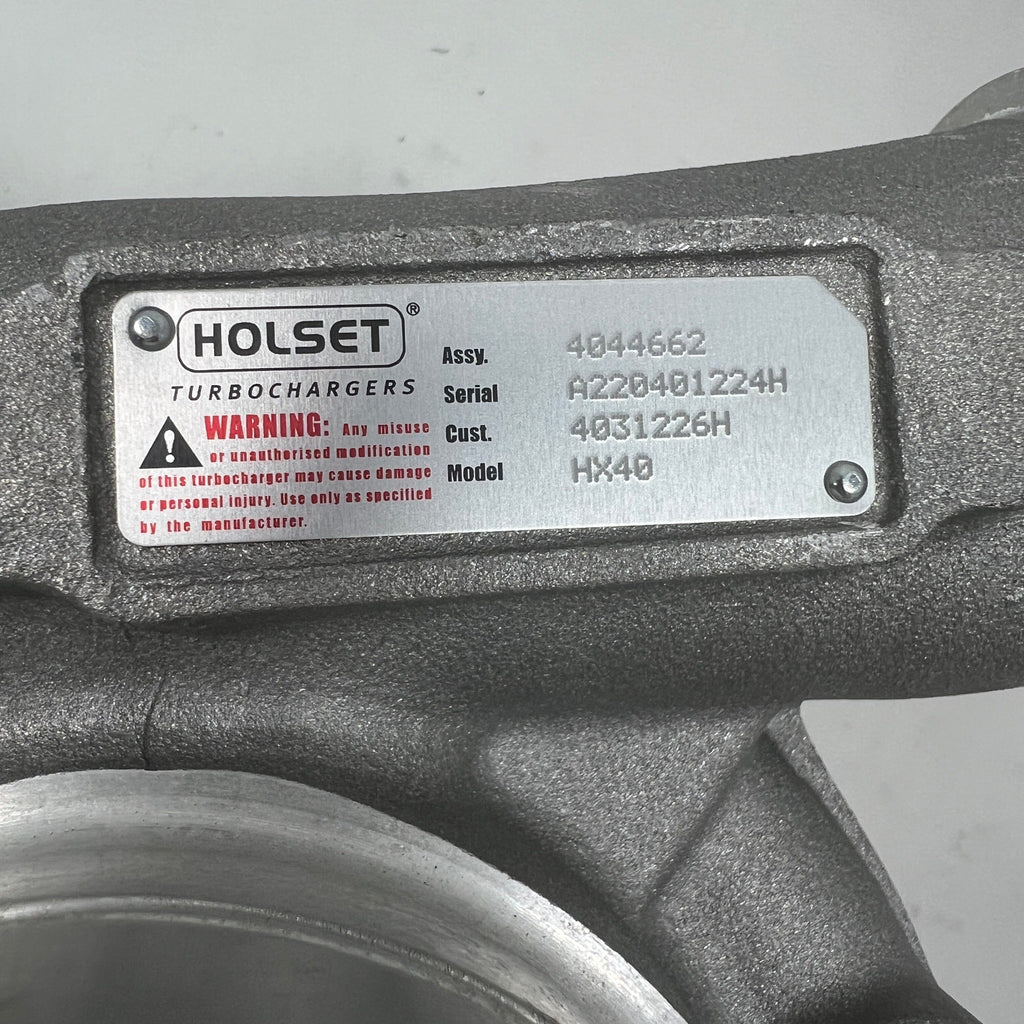 HOLSET®
TURBOCHARGERS
WARNING: Any misuse
or unauthorised modification
of this turbocharger may cause damage
or personal injury. Use only as specified
by the manufacturer.
Assy. 4044662
Serial A220401224H
Cust. 4031226H
Model HX40